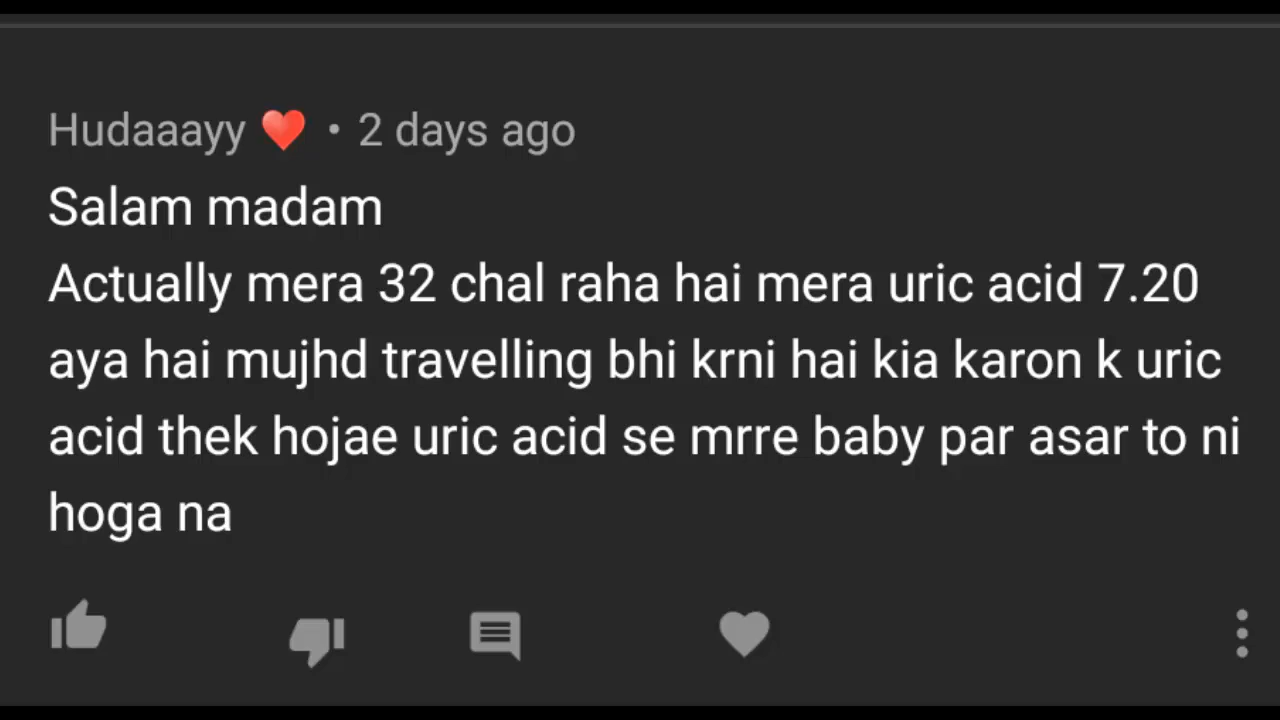 Hudaaayy ❤️ • 2 days ago
Salam madam
Actually mera 32 chal raha hai mera uric acid 7.20
aya hai mujhd travelling bhi krni hai kia karon k uric
acid thek hojae uric acid se mrre baby par asar to ni
hoga na